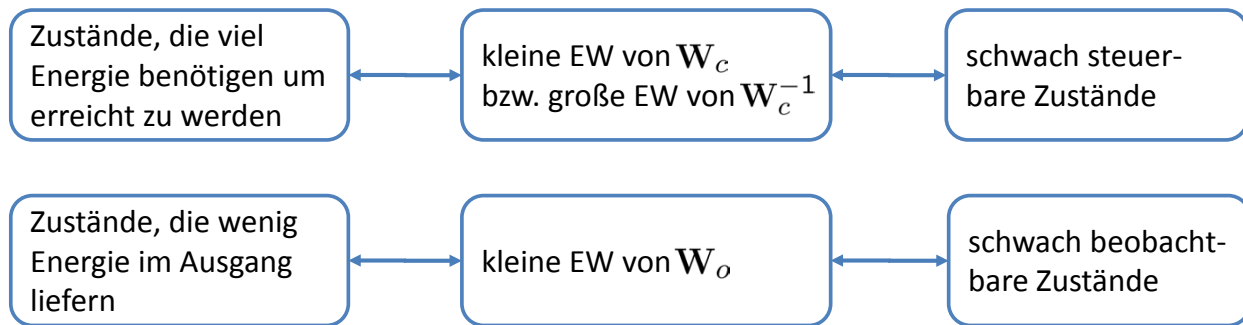 Zustände, die viel
Energie benötigen um
erreicht zu werden
kleine EW von W_c
bzw. große EW von W_c^{-1}
schwach steuer-
bare Zustände
Zustände, die wenig
Energie im Ausgang
liefern
kleine EW von W_o
schwach beobacht-
bare Zustände